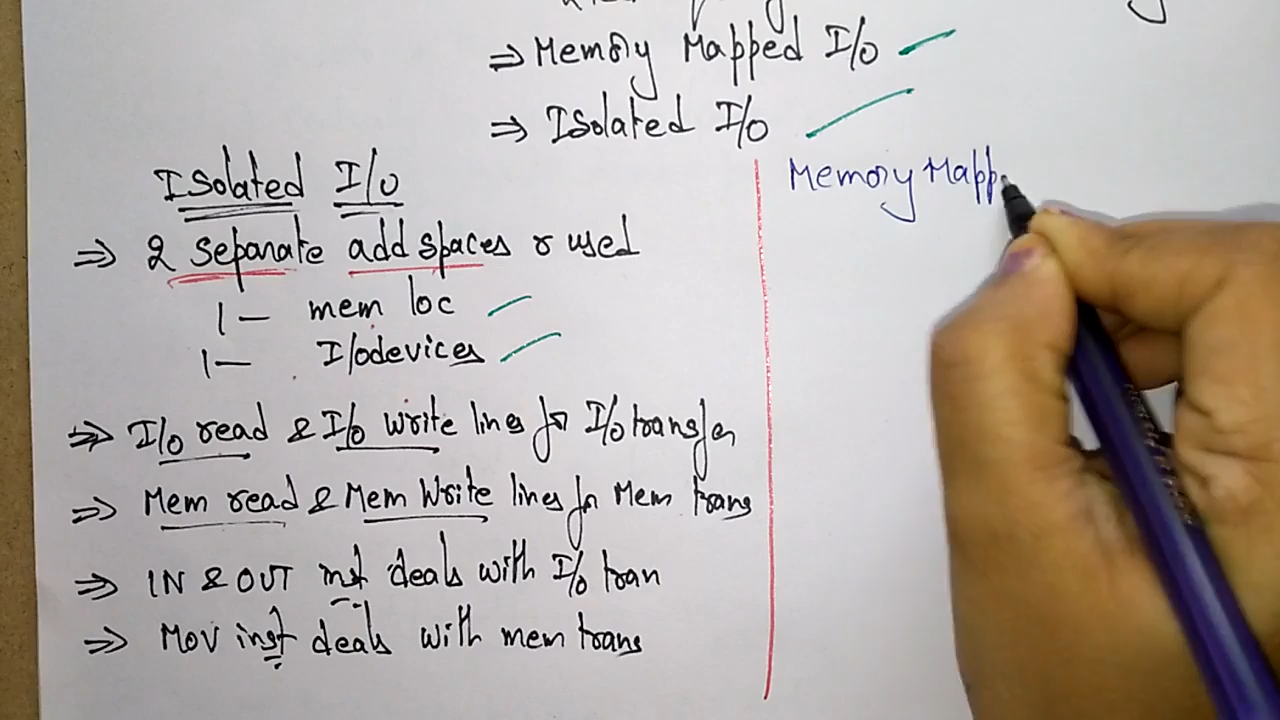 ⇒ Memory Mapped I/o
⇒ Isolated I/o
Isolated I/o
⇒ 2 separate add spaces r used
1- mem loc
1- I/o devices
⇒ I/o read & I/o write lines for I/o transfer
⇒ Mem read & Mem Write lines for Mem trans
⇒ IN & OUT inst deals with I/o tran
⇒ MOV inst deals with mem trans
Memory Mapp